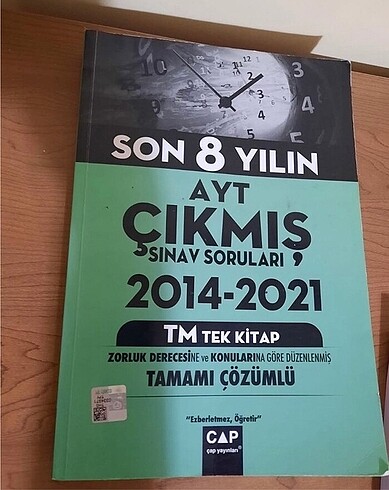 SON 8 YILIN
AYT
ÇIKMIŞ
SINAV SORULARI
2014-2021
TM TEK KİTAP
ZORLUK DERECESİNE ve KONULARINA GÖRE DÜZENLENMİŞ
TAMAMI ÇÖZÜMLÜ
"Ezberletmez, Öğretir"
CAP
çap yayınları®